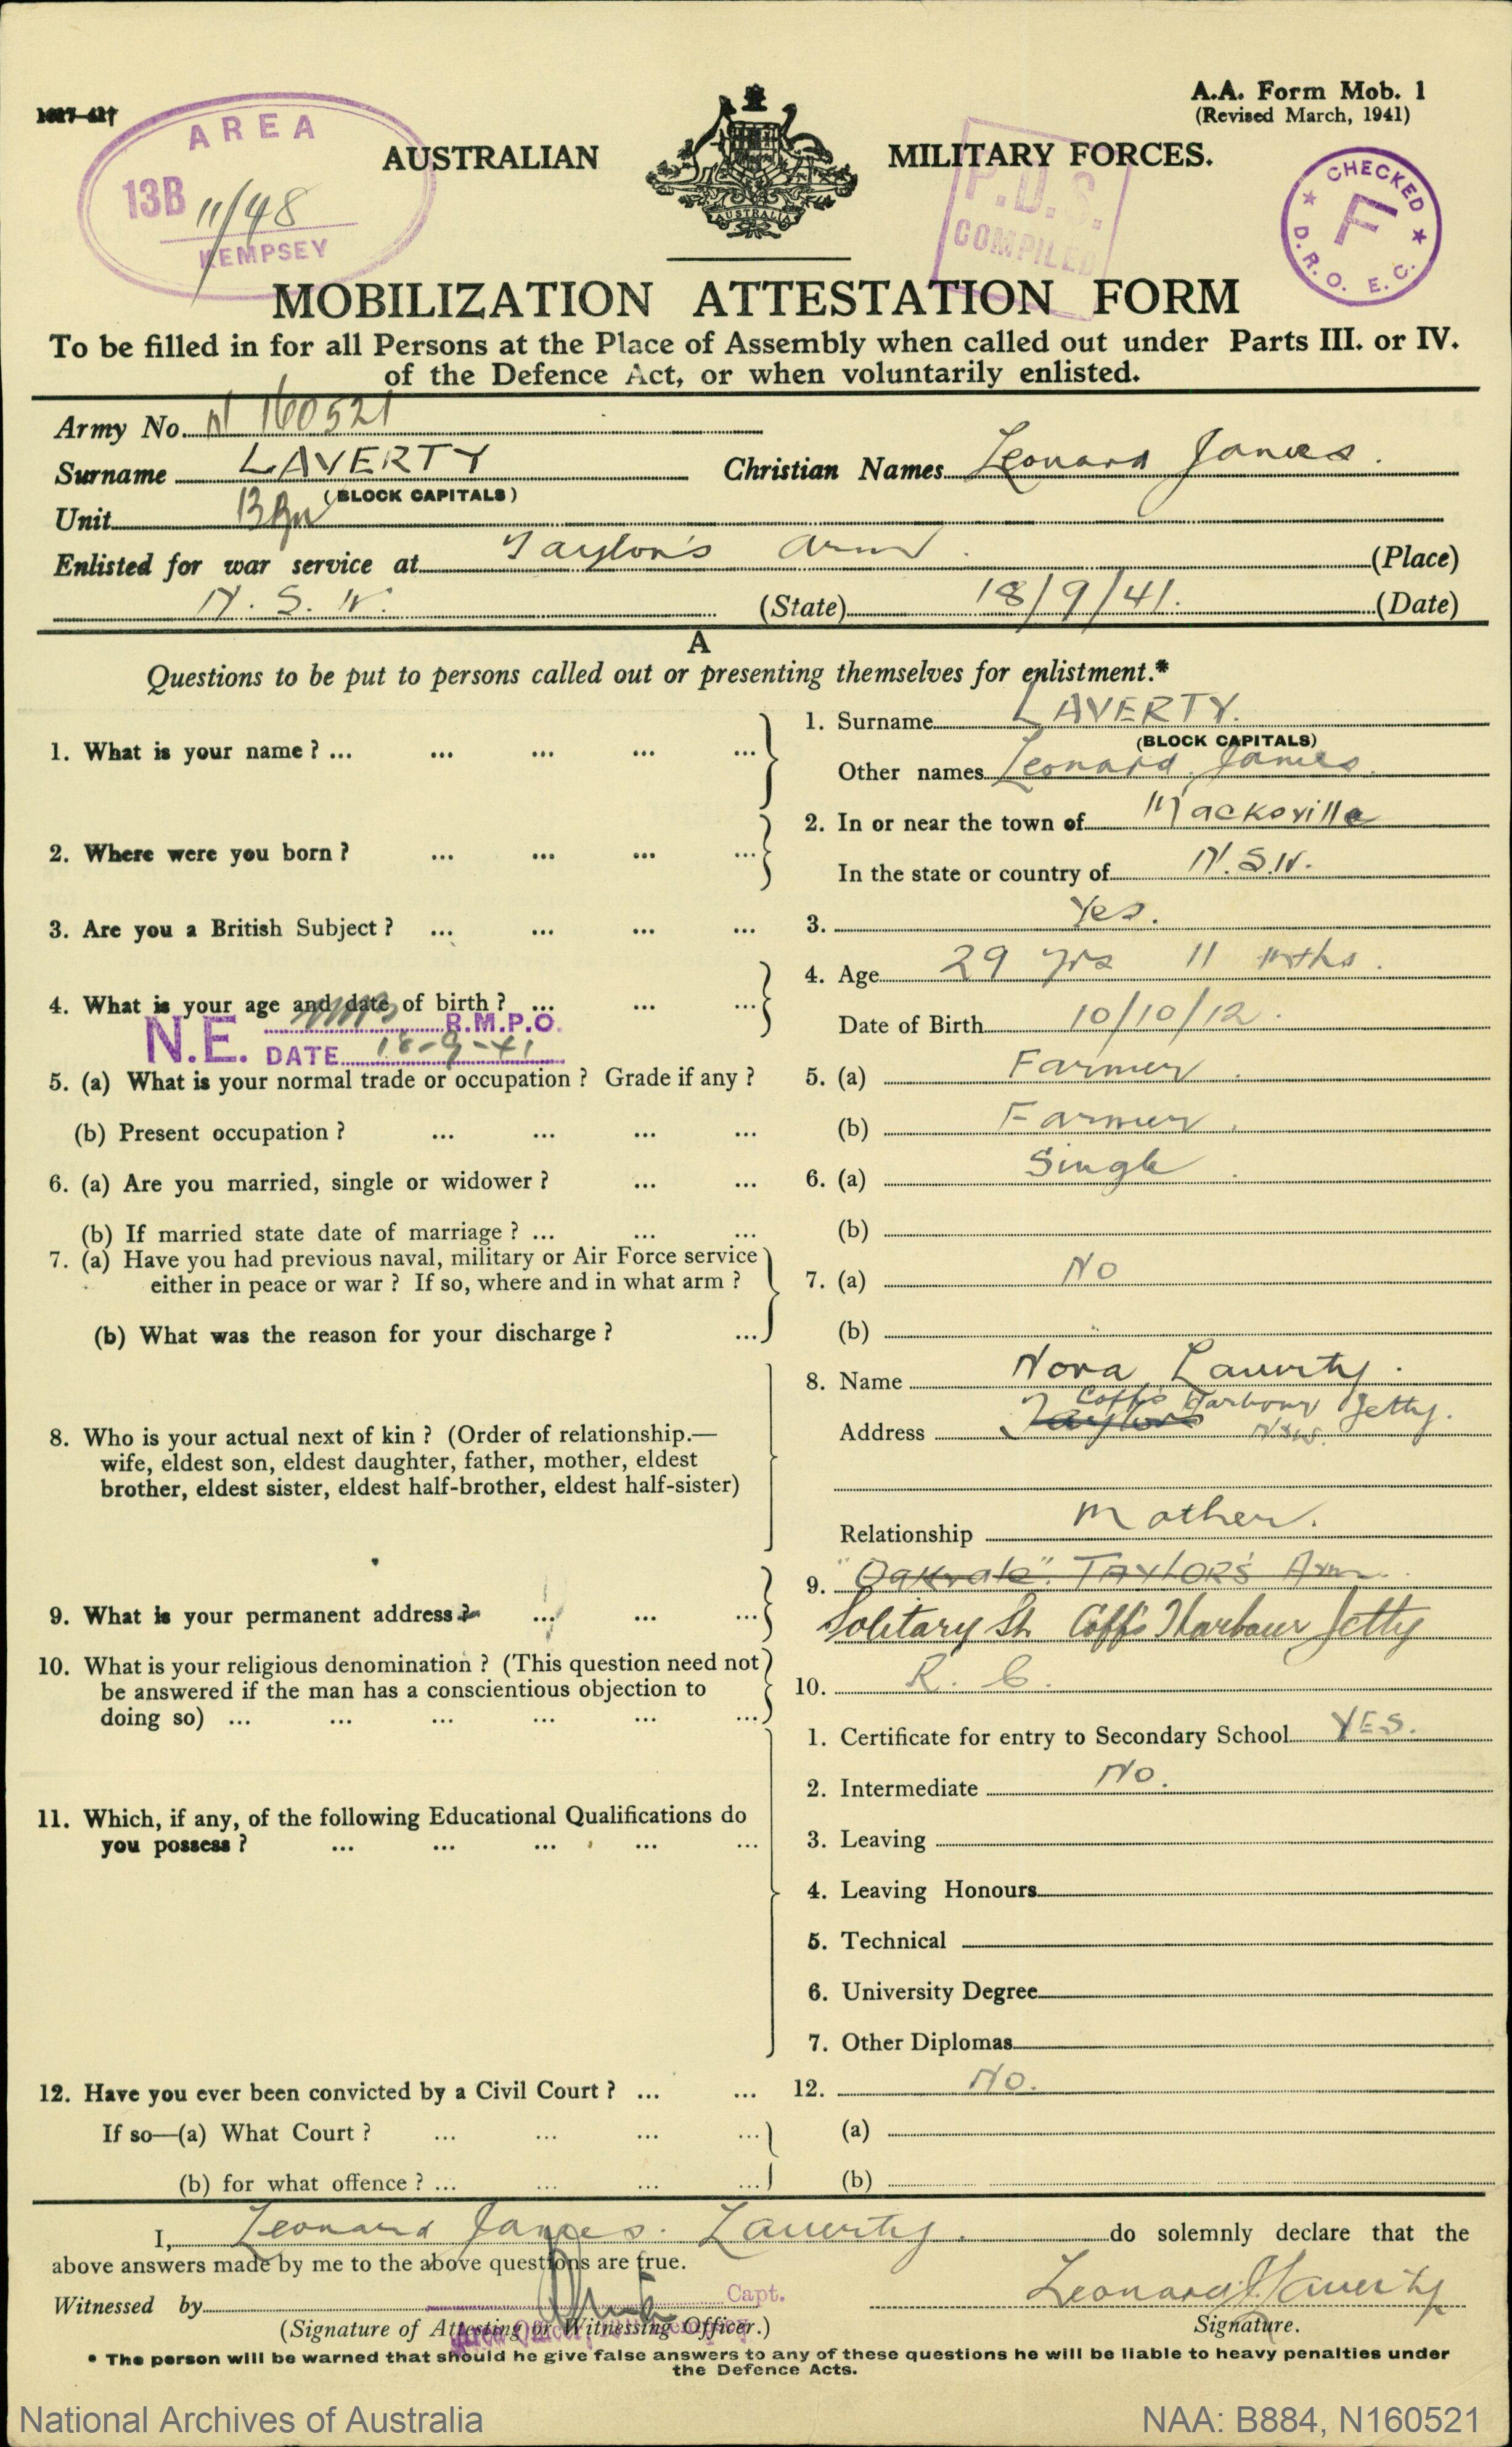 A.A. Form Mob. 1
(Revised March, 1941)
AREA
13B 11/48
KEMPSEY
AUSTRALIAN MILITARY FORCES.
AUSTRALIA
P.D.S.
COMPILED
CHECKED
F
D.R.O. E.C.
MOBILIZATION ATTESTATION FORM
To be filled in for all Persons at the Place of Assembly when called out under Parts III. or IV.
of the Defence Act, or when voluntarily enlisted.
Army No. N 160521
Surname LAVERTY Christian Names Leonard James.
(BLOCK CAPITALS)
Unit
Enlisted for war service at Taylor's Arm. (Place)
N.S.W. (State) 18/9/41. (Date)
A
Questions to be put to persons called out or presenting themselves for enlistment.*
1. What is your name? ... ... ... ... ... 1. Surname LAVERTY.
(BLOCK CAPITALS)
Other names Leonard James.
2. Where were you born? ... ... ... ... 2. In or near the town of Macksville
In the state or country of N.S.W.
3. Are you a British Subject? ... ... ... ... 3. Yes.
4. What is your age and date of birth? ... ... ... 4. Age 29 yrs 11 mths.
Date of Birth 10/10/12.
N.E. R.M.P.O.
DATE 18-9-41
5. (a) What is your normal trade or occupation? Grade if any? 5. (a) Farmer.
(b) Present occupation? ... ... ... ... (b) Farmer.
6. (a) Are you married, single or widower? ... ... 6. (a) Single.
(b) If married state date of marriage? ... ... ... (b)
7. (a) Have you had previous naval, military or Air Force service
either in peace or war? If so, where and in what arm? 7. (a) No
(b) What was the reason for your discharge? ... (b)
8. Who is your actual next of kin? (Order of relationship.—
wife, eldest son, eldest daughter, father, mother, eldest
brother, eldest sister, eldest half-brother, eldest half-sister)
8. Name Nora Laverty.
Address Taylors Coff's Harbour Jetty.
N.S.W.
Relationship Mother.
9. What is your permanent address? ... ... ... 9. "Oakvale". TAYLOR'S Arm.
Solitary St. Coff's Harbour Jetty
10. What is your religious denomination? (This question need not
be answered if the man has a conscientious objection to
doing so) ... ... ... ... ... ... 10. R. C.
11. Which, if any, of the following Educational Qualifications do
you possess? ... ... ... ... ...
1. Certificate for entry to Secondary School YES.
2. Intermediate No.
3. Leaving
4. Leaving Honours
5. Technical
6. University Degree
7. Other Diplomas
12. Have you ever been convicted by a Civil Court? ... ... 12. No.
If so—(a) What Court? ... ... ... ... (a)
(b) for what offence? ... ... ... ... (b)
I, Leonard James. Laverty. do solemnly declare that the
above answers made by me to the above questions are true.
Witnessed by Capt. Leonard J Laverty
(Signature of Attesting or Witnessing Officer.) Signature.
* The person will be warned that should he give false answers to any of these questions he will be liable to heavy penalties under
the Defence Acts.
National Archives of Australia NAA: B884, N160521